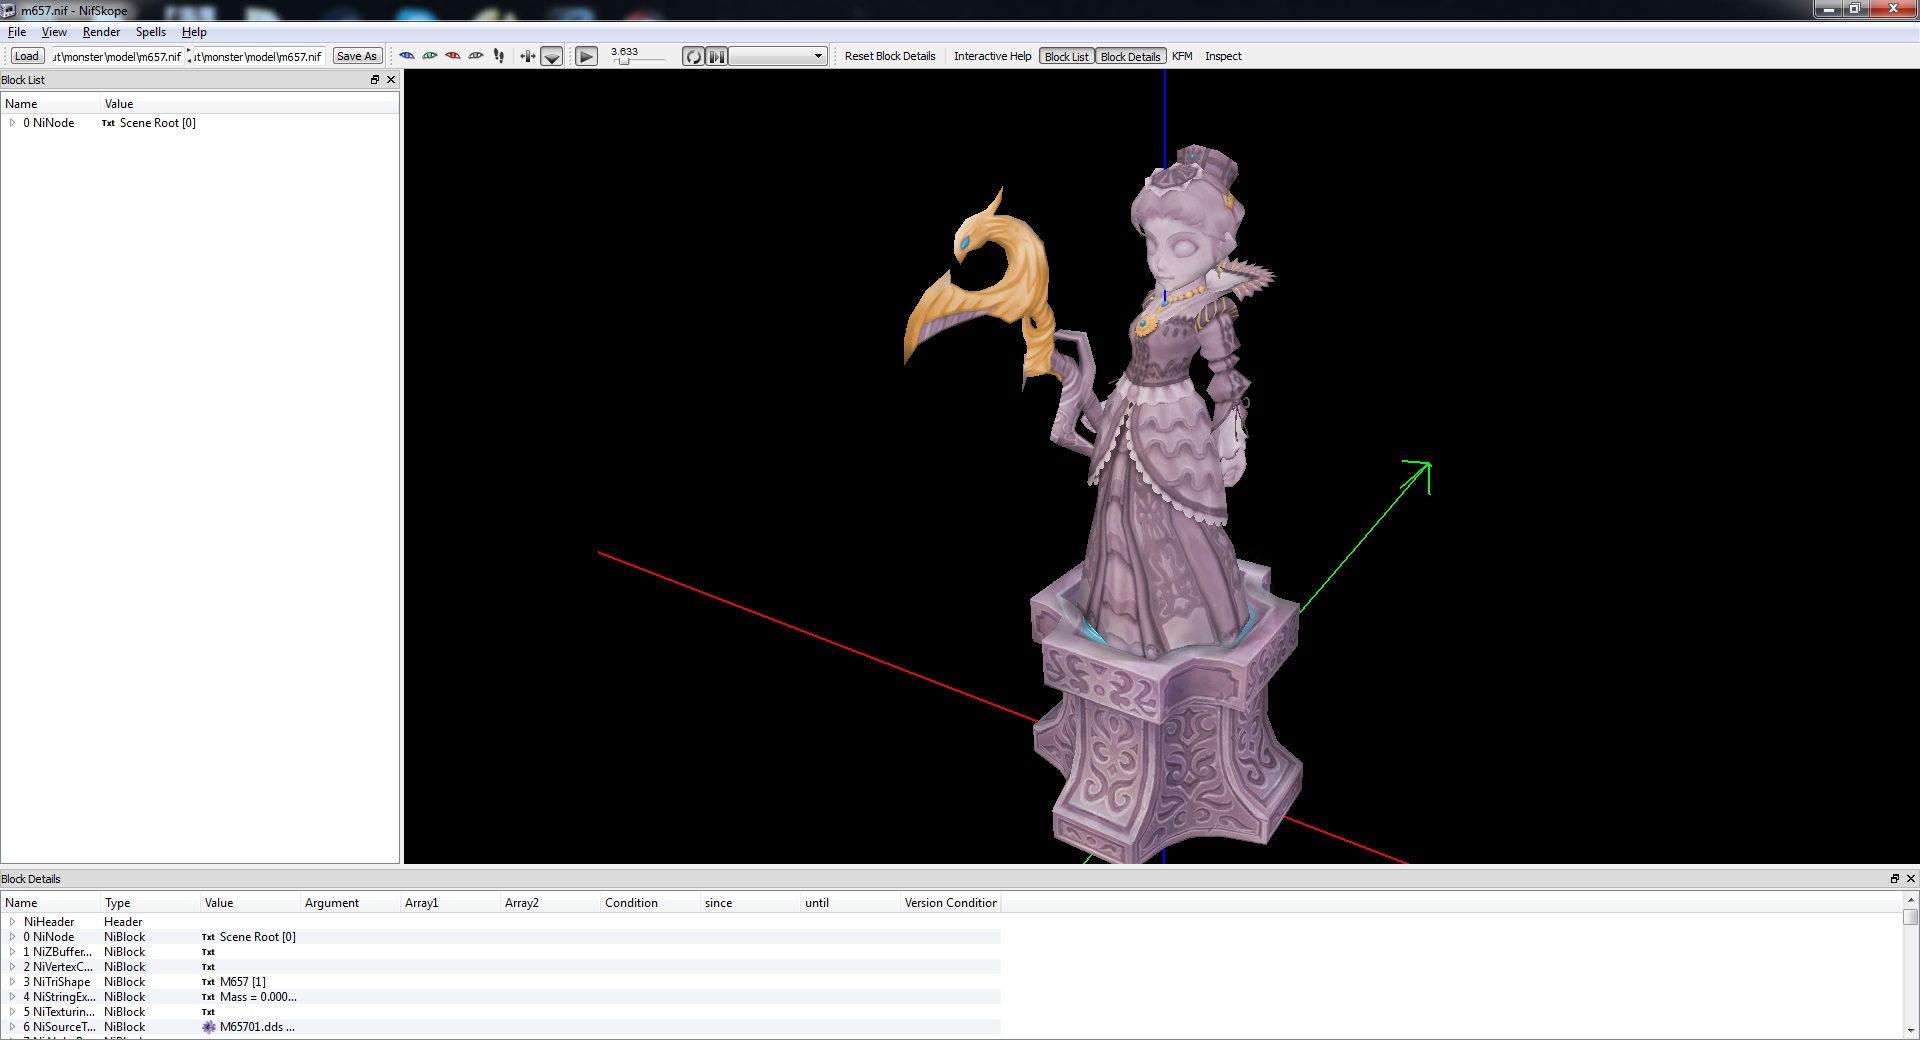 m657.nif - NifSkope
File View Render Spells Help
Load ut\monster\model\m657.nif ut\monster\model\m657.nif Save As 3.633 Reset Block Details Interactive Help Block List Block Details KFM Inspect
Block List
Name Value
0 NiNode Txt Scene Root [0]
Block Details
Name Type Value Argument Array1 Array2 Condition since until Version Condition
NiHeader Header
0 NiNode NiBlock Txt Scene Root [0]
1 NiZBuffer... NiBlock Txt
2 NiVertexC... NiBlock Txt
3 NiTriShape NiBlock Txt M657 [1]
4 NiStringEx... NiBlock Txt Mass = 0.000...
5 NiTexturin... NiBlock Txt
6 NiSourceT... NiBlock M65701.dds ...